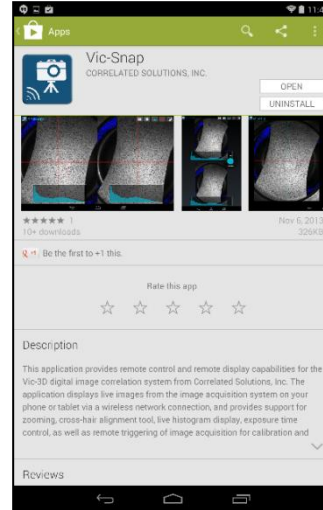 11:4
Apps
Vic-Snap
CORRELATED SOLUTIONS, INC.
OPEN
UNINSTALL
★★★★★ 1
Nov 6, 2013
10+ downloads
326KB
+1 Be the first to +1 this.
Rate this app
Description
This application provides remote control and remote display capabilities for the
Vic-3D digital image correlation system from Correlated Solutions, Inc. The
application displays live images from the image acquisition system on your
phone or tablet via a wireless network connection, and provides support for
zooming, cross-hair alignment tool, live histogram display, exposure time
control, as well as remote triggering of image acquisition for calibration and
Reviews